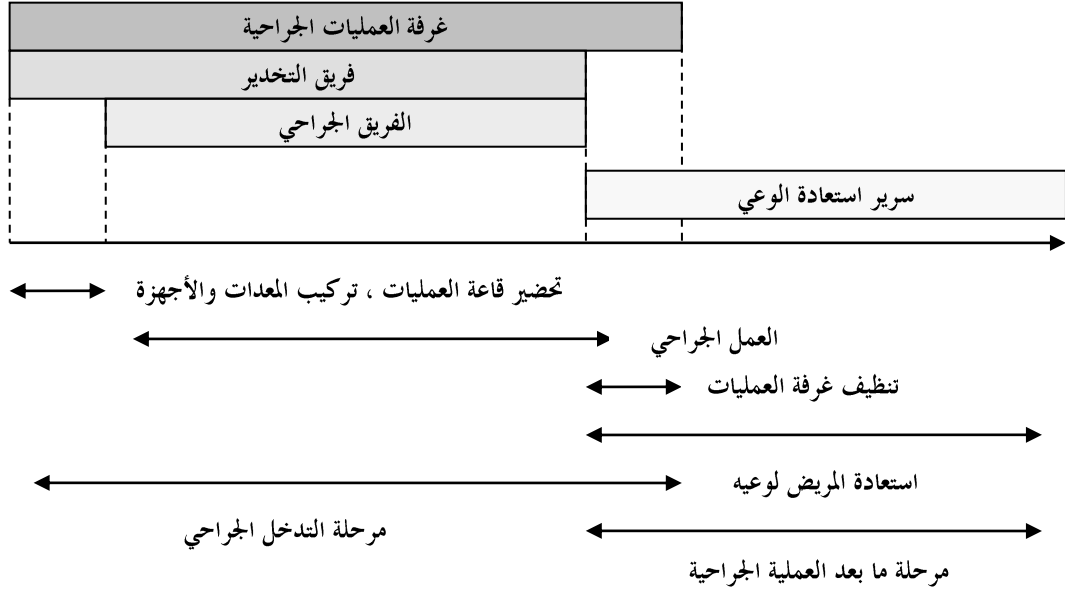 غرفة العمليات الجراحية
فريق التخدير
الفريق الجراحي
سرير استعادة الوعي
تحضير قاعة العمليات ، تركيب المعدات والأجهزة
العمل الجراحي
تنظيف غرفة العمليات
استعادة المريض لوعيه
مرحلة التدخل الجراحي
مرحلة ما بعد العملية الجراحية